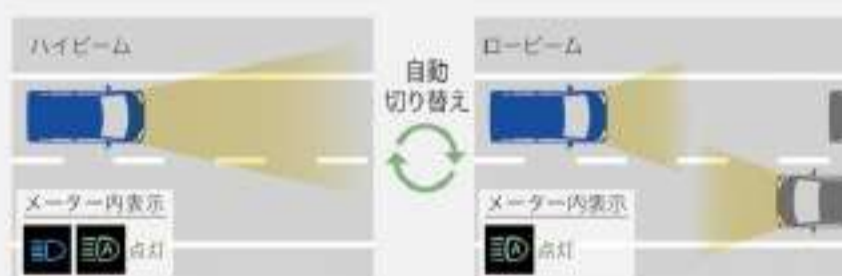 ハイビーム
自動
切り替え
ロービーム
メーター内表示
点灯
メーター内表示
点灯